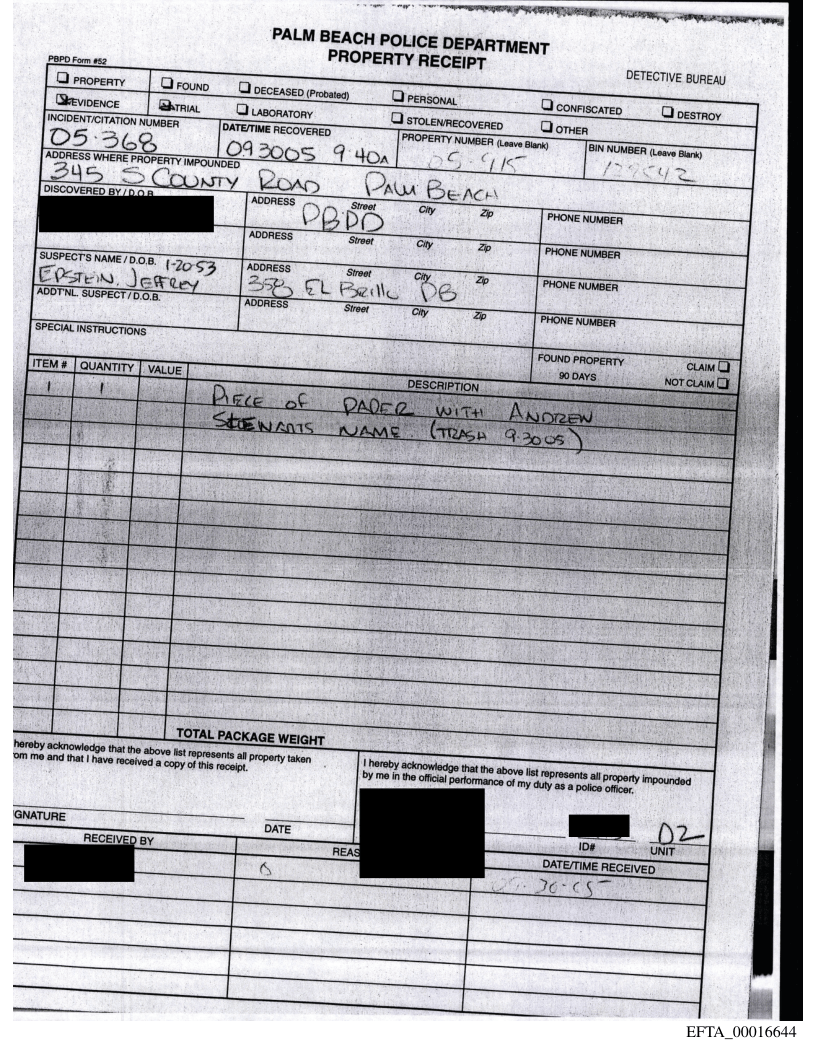 PALM BEACH POLICE DEPARTMENT
PROPERTY RECEIPT
PBPD Form #52
DETECTIVE BUREAU
PROPERTY FOUND DECEASED (Probated) PERSONAL CONFISCATED DESTROY
EVIDENCE TRIAL LABORATORY STOLEN/RECOVERED OTHER
INCIDENT/CITATION NUMBER DATE/TIME RECOVERED PROPERTY NUMBER (Leave Blank) BIN NUMBER (Leave Blank)
05-368 093005 9:40A 05-415
ADDRESS WHERE PROPERTY IMPOUNDED
345 S COUNTY ROAD PALM BEACH
DISCOVERED BY / D.O.B. ADDRESS Street City Zip PHONE NUMBER
PBPD
ADDRESS Street City Zip PHONE NUMBER
SUSPECT'S NAME / D.O.B. 1-20-53 ADDRESS Street City Zip PHONE NUMBER
EPSTEIN, JEFFREY 358 EL BRILLO PB
ADDT'NL. SUSPECT / D.O.B. ADDRESS Street City Zip PHONE NUMBER
SPECIAL INSTRUCTIONS
FOUND PROPERTY CLAIM
90 DAYS NOT CLAIM
ITEM # QUANTITY VALUE DESCRIPTION
1 1 PIECE OF PAPER WITH ANDREW
NAME. (TRASH 9-30-05)
TOTAL PACKAGE WEIGHT
hereby acknowledge that the above list represents all property taken
om me and that I have received a copy of this receipt.
I hereby acknowledge that the above list represents all property impounded
by me in the official performance of my duty as a police officer.
GNATURE DATE ID# UNIT
D2
RECEIVED BY REAS DATE/TIME RECEIVED
EFTA_00016644